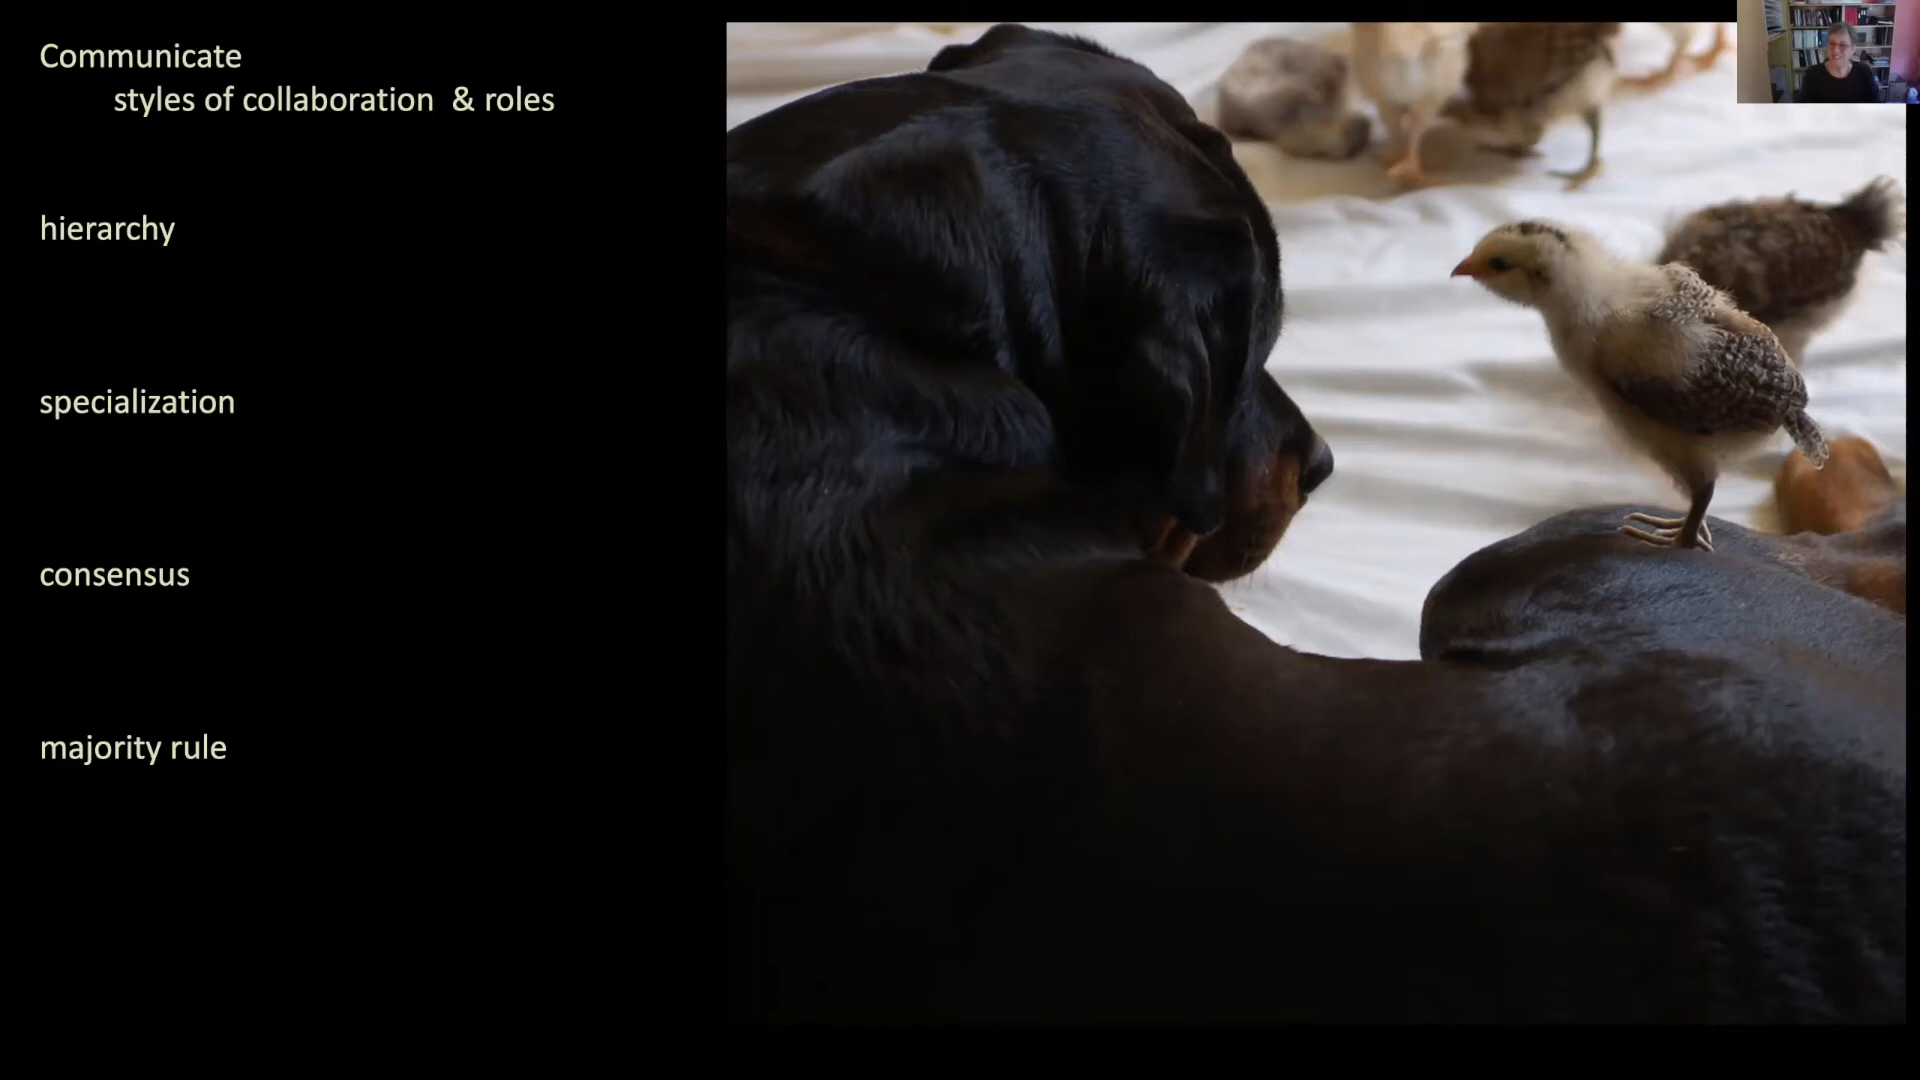 Communicate
styles of collaboration & roles
hierarchy
specialization
consensus
majority rule